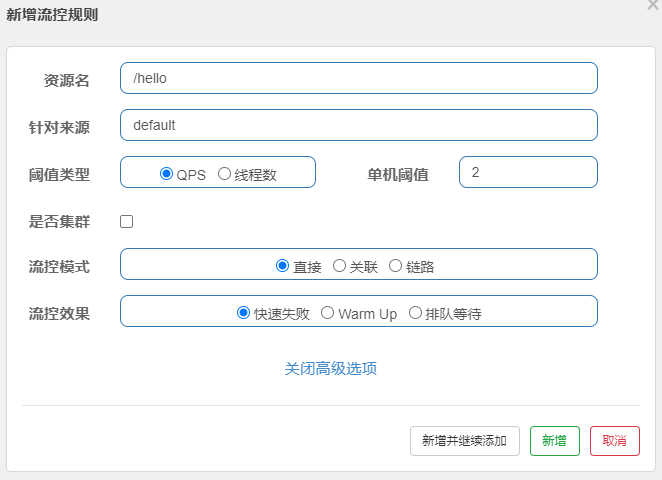 新增流控规则
资源名 /hello
针对来源 default
阈值类型 QPS 线程数 单机阈值 2
是否集群
流控模式 直接 关联 链路
流控效果 快速失败 Warm Up 排队等待
关闭高级选项
新增并继续添加 新增 取消